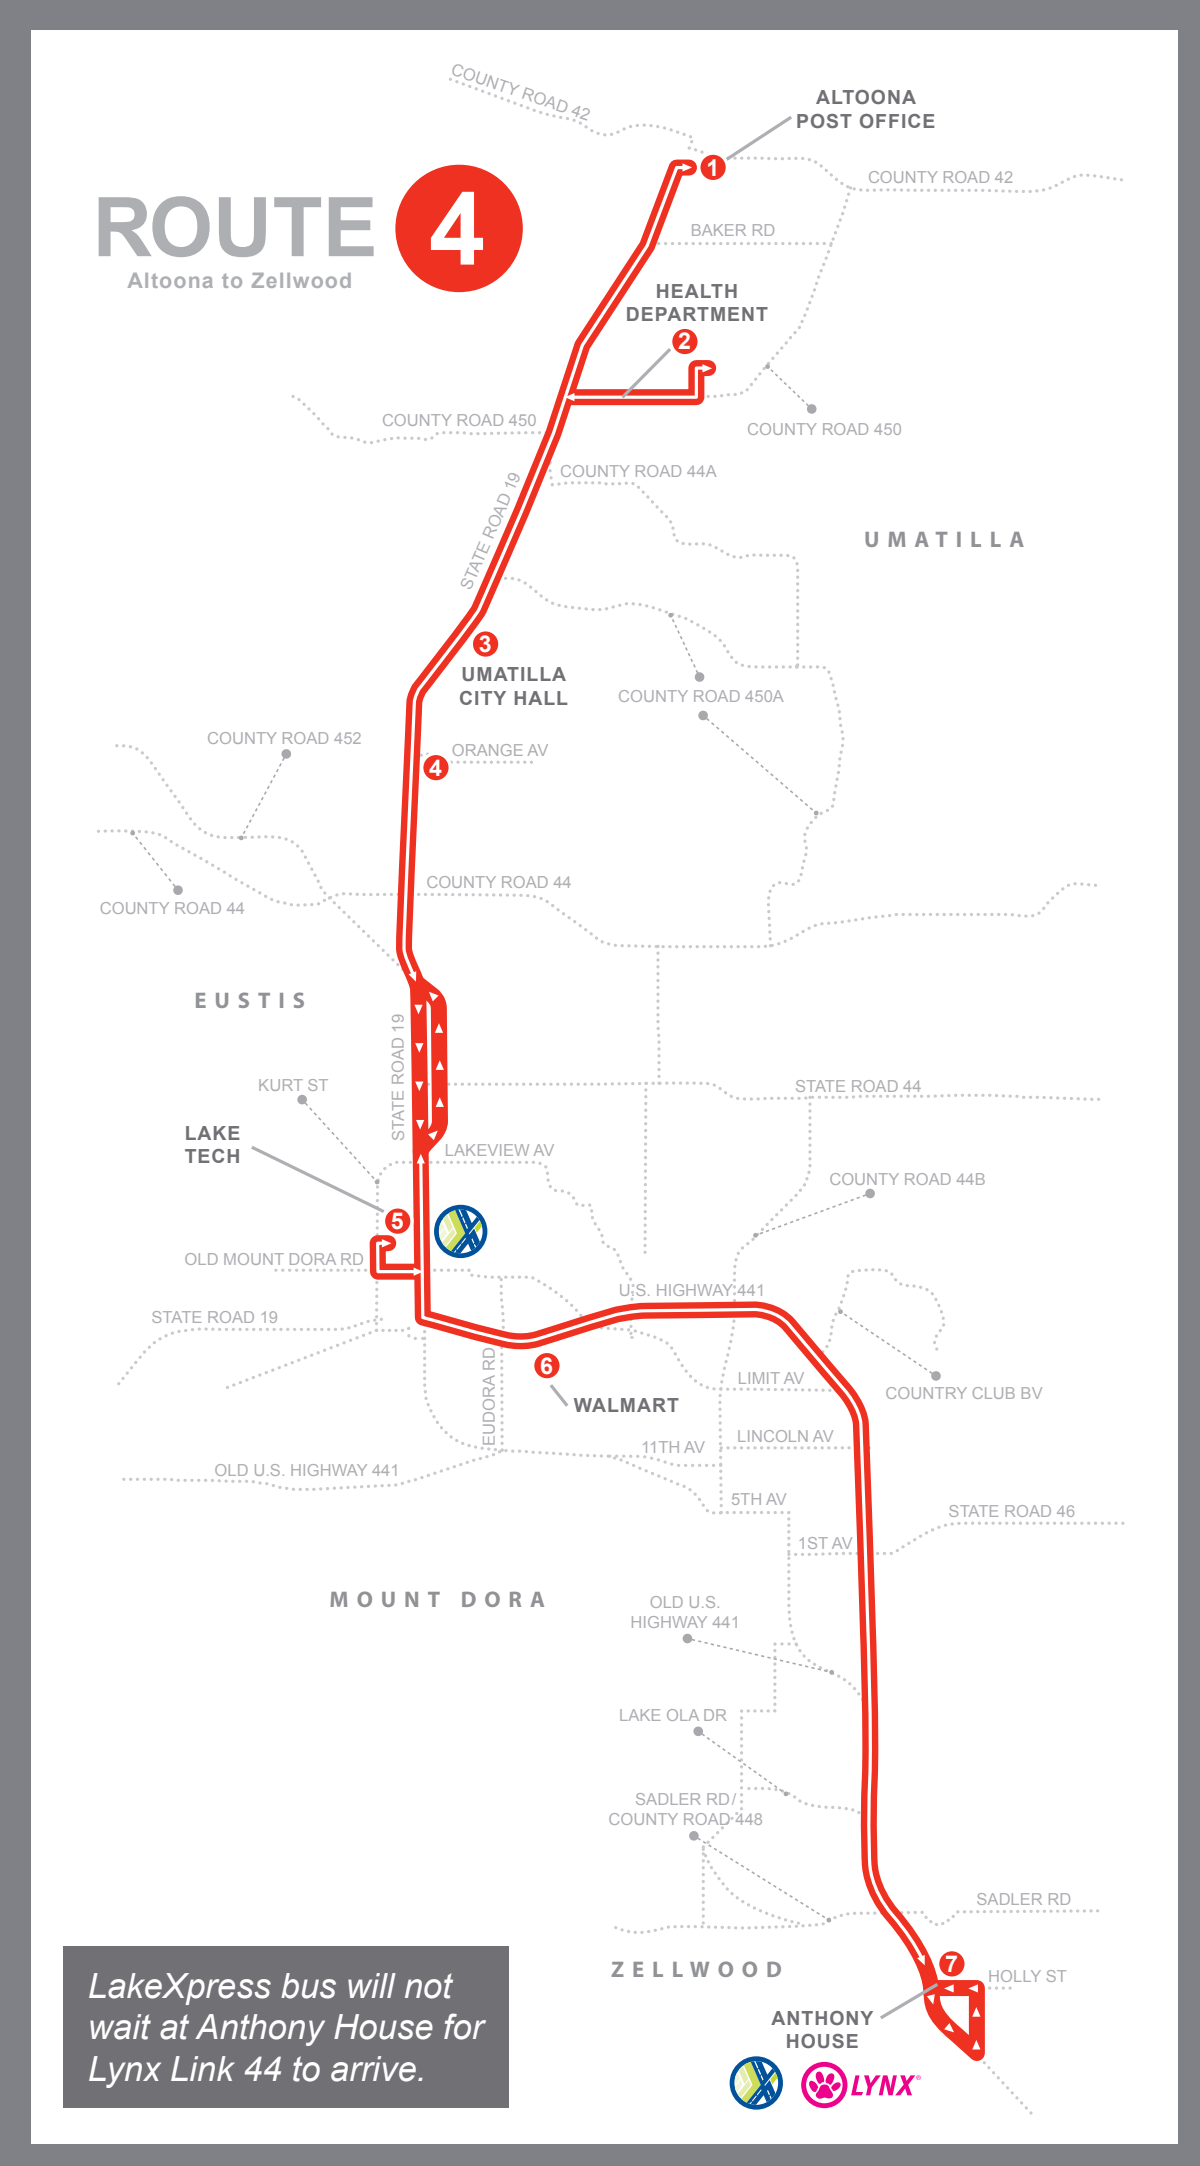 COUNTY ROAD 42
ALTOONA
POST OFFICE
1
COUNTY ROAD 42
ROUTE 4
Altoona to Zellwood
BAKER RD
HEALTH
DEPARTMENT
2
COUNTY ROAD 450
COUNTY ROAD 450
COUNTY ROAD 44A
STATE ROAD 19
UMATILLA
3
UMATILLA
CITY HALL
COUNTY ROAD 450A
COUNTY ROAD 452
ORANGE AV
4
COUNTY ROAD 44
COUNTY ROAD 44
EUSTIS
STATE ROAD 19
KURT ST
STATE ROAD 44
LAKE
TECH
LAKEVIEW AV
COUNTY ROAD 44B
5
OLD MOUNT DORA RD
U.S. HIGHWAY 441
STATE ROAD 19
6
EUDORA RD
LIMIT AV
COUNTRY CLUB BV
WALMART
LINCOLN AV
11TH AV
OLD U.S. HIGHWAY 441
5TH AV
STATE ROAD 46
1ST AV
MOUNT DORA
OLD U.S.
HIGHWAY 441
LAKE OLA DR
SADLER RD/
COUNTY ROAD 448
SADLER RD
ZELLWOOD
7
HOLLY ST
ANTHONY
HOUSE
LYNX
LakeXpress bus will not
wait at Anthony House for
Lynx Link 44 to arrive.